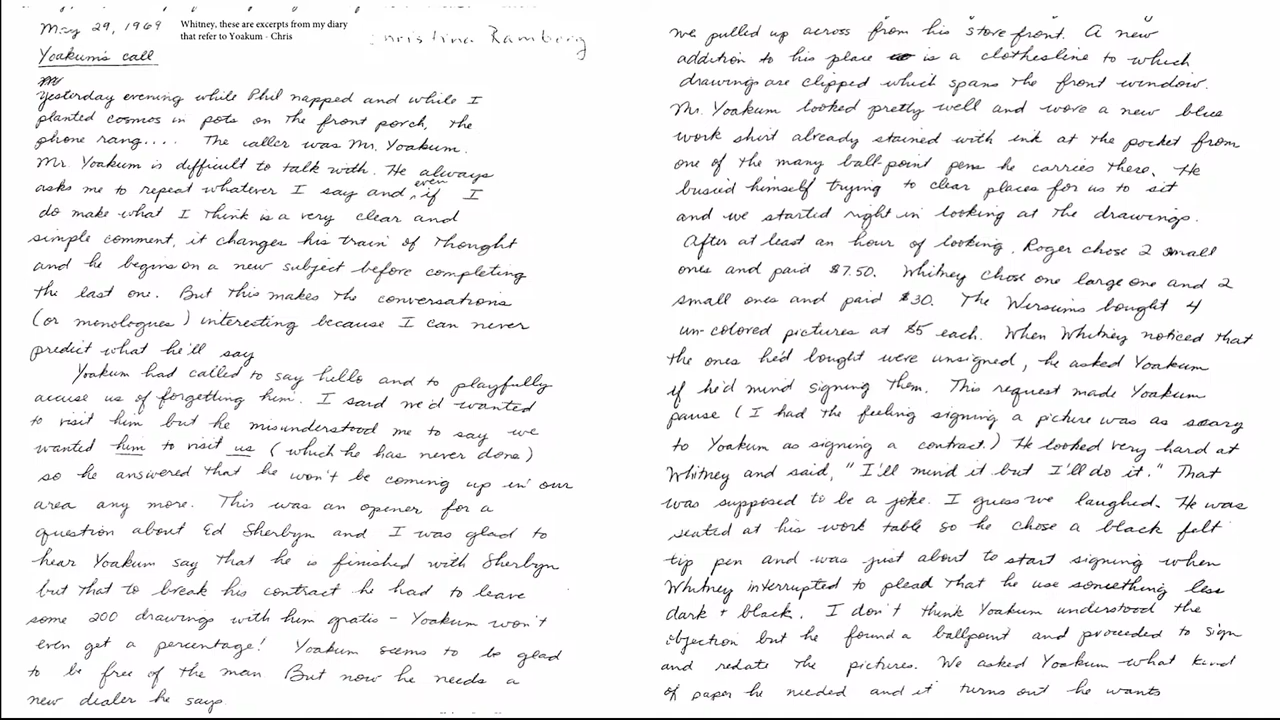 May 29, 1969
Whitney, these are excerpts from my diary
that refer to Yoakum - Chris
Christina Ramberg
Yoakum's call
Yesterday evening while Phil napped and while I
planted cosmos in pots on the front porch, the
phone rang.... The caller was Mr. Yoakum.
Mr. Yoakum is difficult to talk with. He always
asks me to repeat whatever I say and, even if I
do make what I think is a very clear and
simple comment, it changes his train of thought
and he begins on a new subject before completing
the last one. But this makes the conversations
(or monologues) interesting because I can never
predict what he'll say
Yoakum had called to say hello and to playfully
accuse us of forgetting him. I said we'd wanted
to visit him but he misunderstood me to say we
wanted him to visit us (which he has never done)
so he answered that he won't be coming up in our
area any more. This was an opener for a
question about Ed Sherbyn and I was glad to
hear Yoakum say that he is finished with Sherbyn
but that to break his contract he had to leave
some 200 drawings with him gratis - Yoakum won't
even get a percentage! Yoakum seems to be glad
to be free of the man. But now he needs a
new dealer he says.
we pulled up across from his "store front." A new
addition to his place is a clothesline to which
drawings are clipped which spans the front window.
Mr. Yoakum looked pretty well and wore a new blue
work shirt already stained with ink at the pocket from
one of the many ball point pens he carries there. He
busied himself trying to clear places for us to sit
and we started right in looking at the drawings.
After at least an hour of looking, Roger chose 2 small
ones and paid $7.50. Whitney chose one large one and 2
small ones and paid $30. The Wirsums bought 4
un-colored pictures at $5 each. When Whitney noticed that
the ones he'd bought were unsigned, he asked Yoakum
if he'd mind signing them. This request made Yoakum
pause (I had the feeling signing a picture was as scary
to Yoakum as signing a contract.) He looked very hard at
Whitney and said, "I'll mind it but I'll do it." That
was supposed to be a joke. I guess we laughed. He was
seated at his work table so he chose a black felt
tip pen and was just about to start signing when
Whitney interrupted to plead that he use something less
dark + black. I don't think Yoakum understood the
objection but he found a ballpoint and proceeded to sign
and redate the pictures. We asked Yoakum what kind
of paper he needed and it turns out he wants